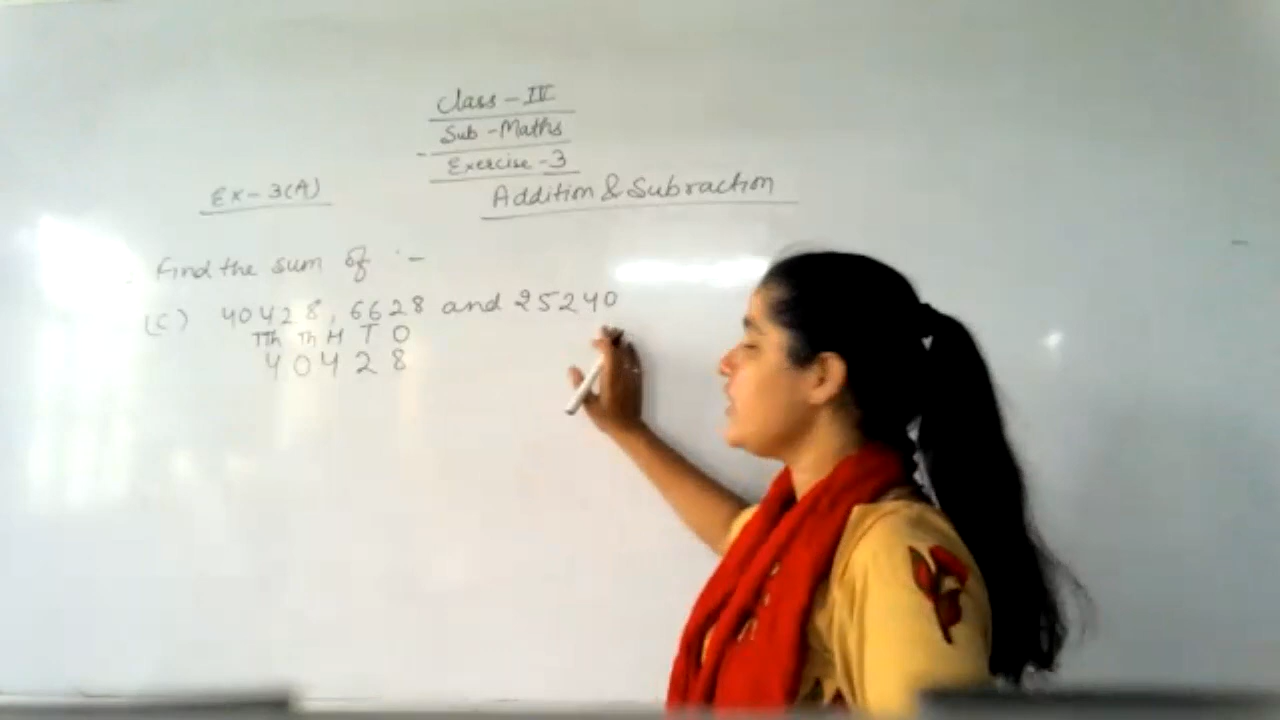 Class - IV
Sub - Maths
Exercise - 3
Ex - 3(A)
Addition & Subraction
Find the sum of :-
(C) 40428, 6628 and 25240
TTh Th H T O
4 0 4 2 8